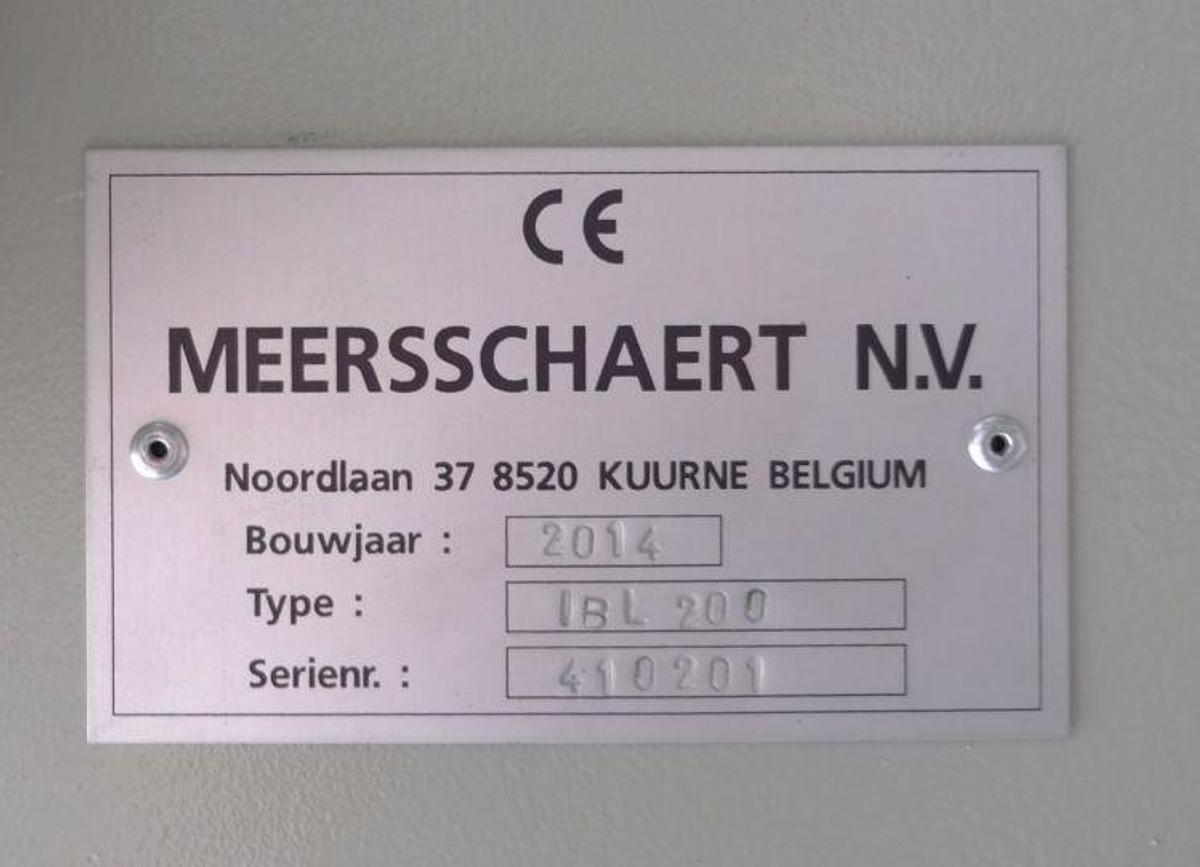 CE
MEERSSCHAERT N.V.
Noordlaan 37 8520 KUURNE BELGIUM
Bouwjaar : 2014
Type : IBL 200
Serienr. : 410201